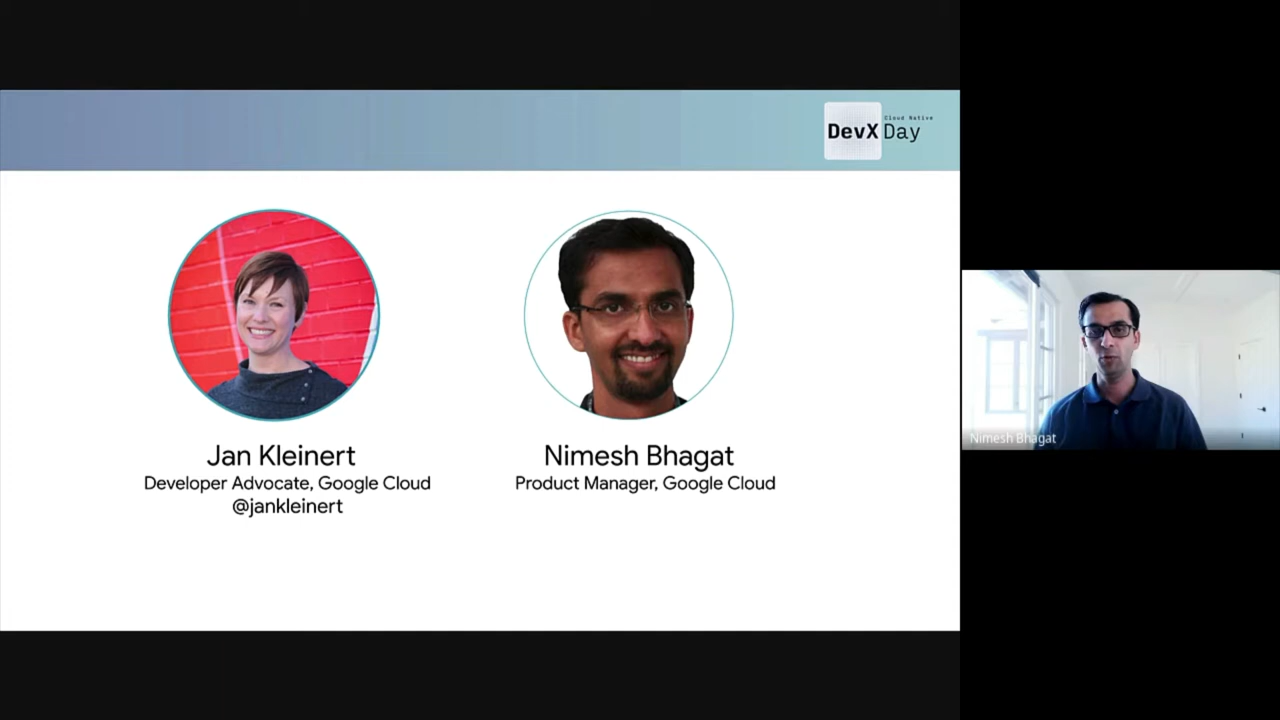 Cloud Native
DevX Day
Jan Kleinert
Developer Advocate, Google Cloud
@jankleinert
Nimesh Bhagat
Product Manager, Google Cloud
Nimesh Bhagat